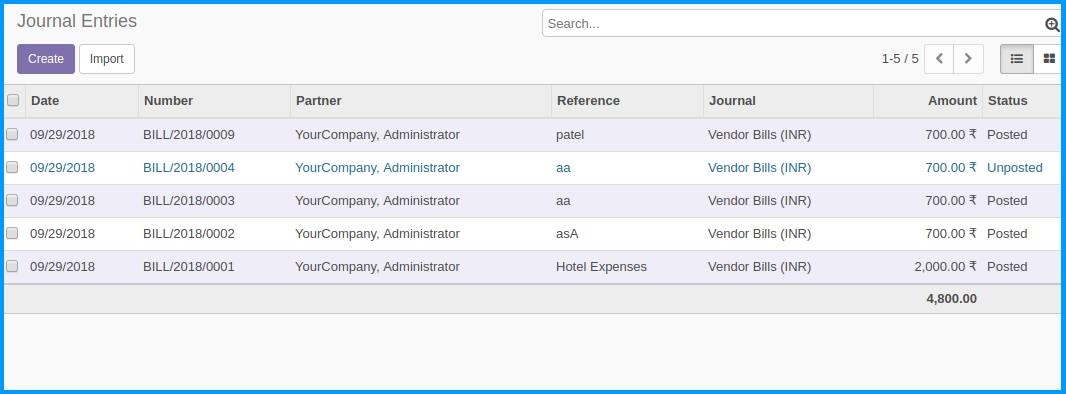 Journal Entries
Search...
Create Import 1-5 / 5
Date Number Partner Reference Journal Amount Status
09/29/2018 BILL/2018/0009 YourCompany, Administrator patel Vendor Bills (INR) 700.00 ₹ Posted
09/29/2018 BILL/2018/0004 YourCompany, Administrator aa Vendor Bills (INR) 700.00 ₹ Unposted
09/29/2018 BILL/2018/0003 YourCompany, Administrator aa Vendor Bills (INR) 700.00 ₹ Posted
09/29/2018 BILL/2018/0002 YourCompany, Administrator asA Vendor Bills (INR) 700.00 ₹ Posted
09/29/2018 BILL/2018/0001 YourCompany, Administrator Hotel Expenses Vendor Bills (INR) 2,000.00 ₹ Posted
4,800.00